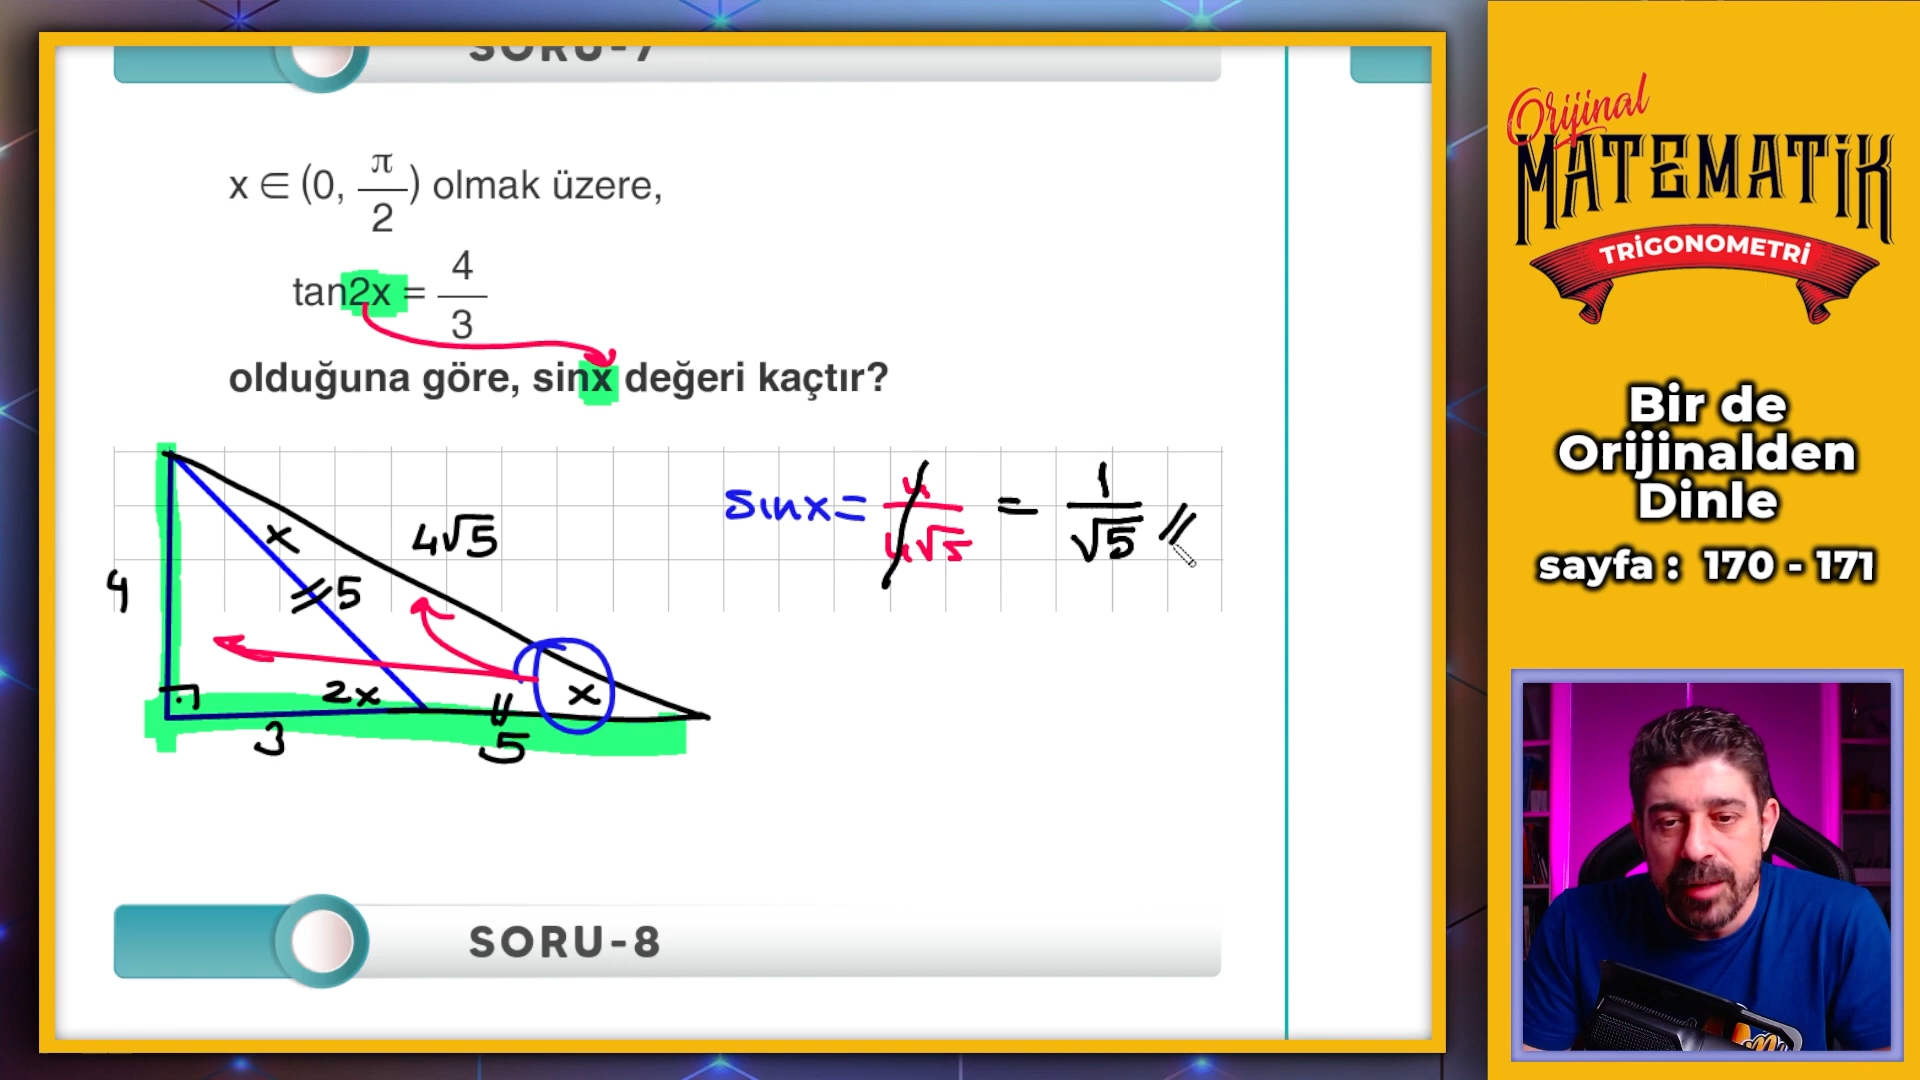 SORU-7
x ∈ (0, π/2) olmak üzere,
tan2x = 4/3
olduğuna göre, sinx değeri kaçtır?
4
x
5
4√5
2x
x
3
5
sinx = 4/4√5 = 1/√5
SORU-8
Orijinal
MATEMATİK
TRİGONOMETRİ
Bir de
Orijinalden
Dinle
sayfa : 170 - 171